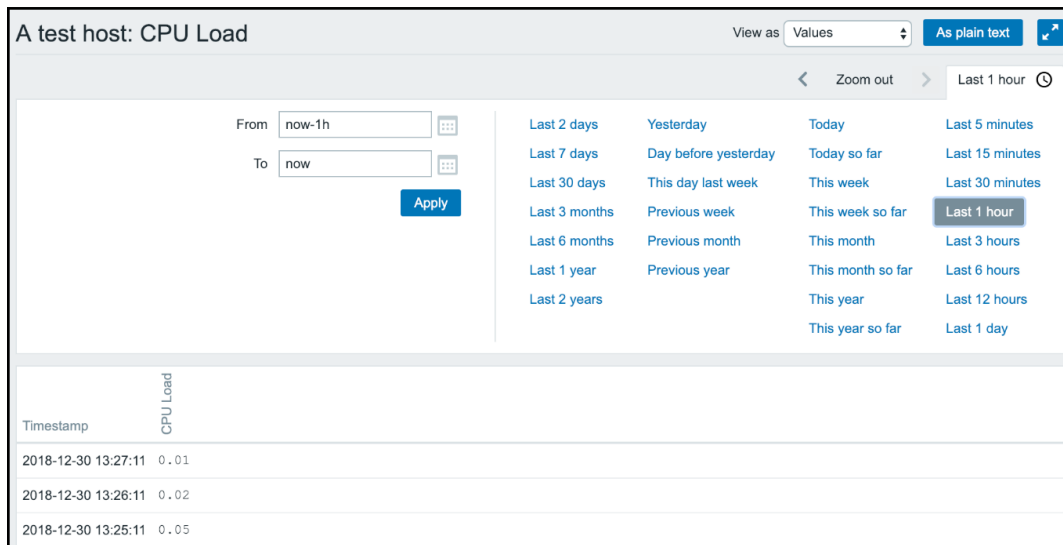 A test host: CPU Load
View as Values As plain text
Zoom out Last 1 hour
From now-1h
To now
Apply
Last 2 days Yesterday Today Last 5 minutes
Last 7 days Day before yesterday Today so far Last 15 minutes
Last 30 days This day last week This week Last 30 minutes
Last 3 months Previous week This week so far Last 1 hour
Last 6 months Previous month This month Last 3 hours
Last 1 year Previous year This month so far Last 6 hours
Last 2 years This year Last 12 hours
This year so far Last 1 day
Timestamp CPU Load
2018-12-30 13:27:11 0.01
2018-12-30 13:26:11 0.02
2018-12-30 13:25:11 0.05